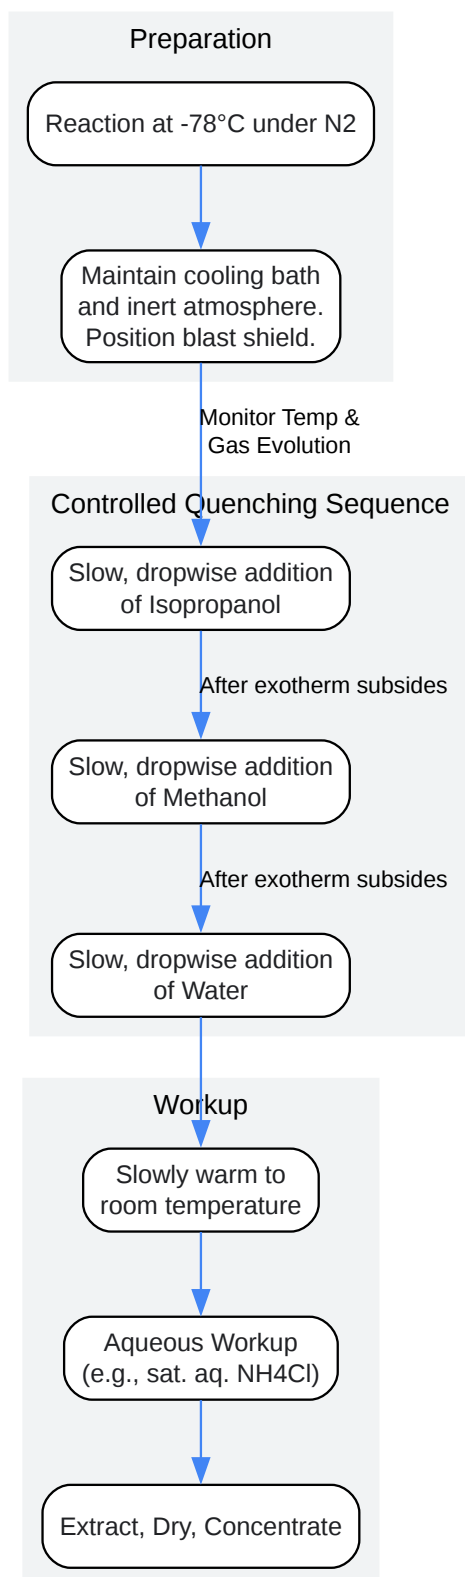 Preparation
Reaction at -78°C under N2
Maintain cooling bath
and inert atmosphere.
Position blast shield.
Monitor Temp &
Gas Evolution
Controlled Quenching Sequence
Slow, dropwise addition
of Isopropanol
After exotherm subsides
Slow, dropwise addition
of Methanol
After exotherm subsides
Slow, dropwise addition
of Water
Workup
Slowly warm to
room temperature
Aqueous Workup
(e.g., sat. aq. NH4Cl)
Extract, Dry, Concentrate